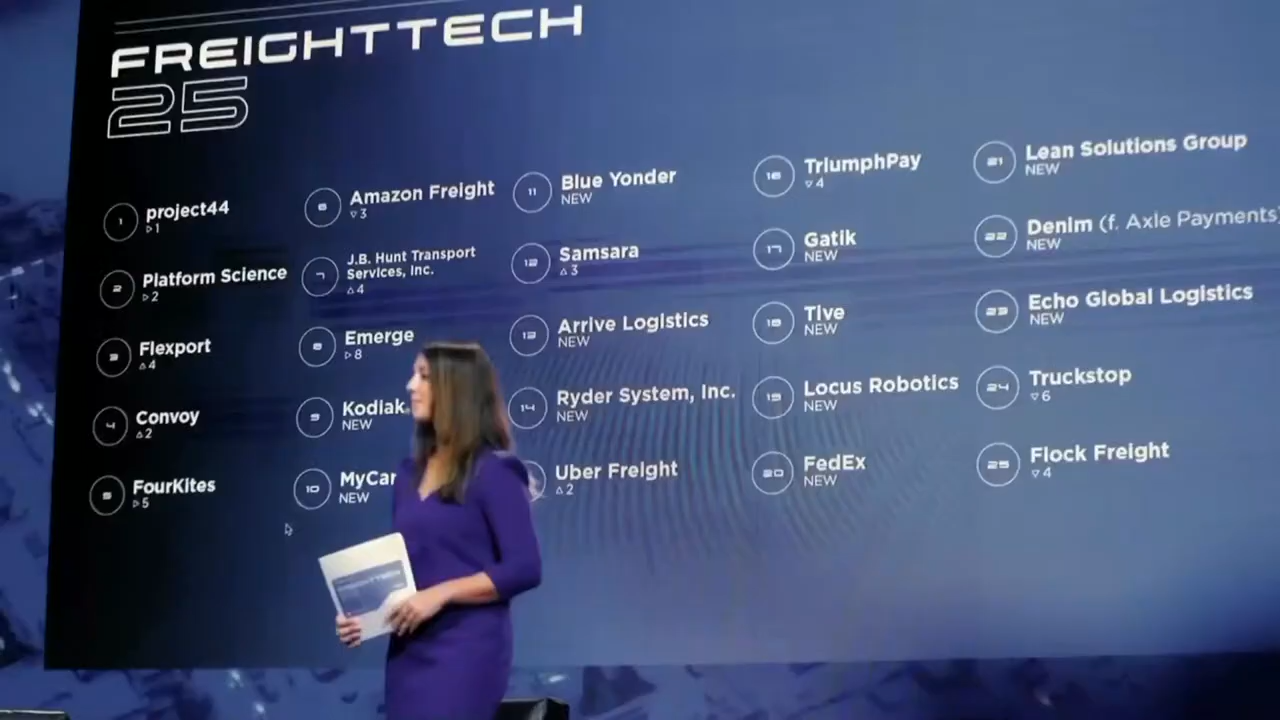 FREIGHTTECH
25
1 project44
▷1
2 Platform Science
▷2
3 Flexport
△4
4 Convoy
△2
5 FourKites
▷5
6 Amazon Freight
▽3
7 J.B. Hunt Transport
Services, Inc.
△4
8 Emerge
▷8
9 Kodiak
NEW
10 MyCar
NEW
11 Blue Yonder
NEW
12 Samsara
△3
13 Arrive Logistics
NEW
14 Ryder System, Inc.
NEW
Uber Freight
△2
16 TriumphPay
▽4
17 Gatik
NEW
18 Tive
NEW
19 Locus Robotics
NEW
20 FedEx
NEW
21 Lean Solutions Group
NEW
22 Denim (f. Axle Payments)
NEW
23 Echo Global Logistics
NEW
24 Truckstop
▽6
25 Flock Freight
▽4
FREIGHTTECH